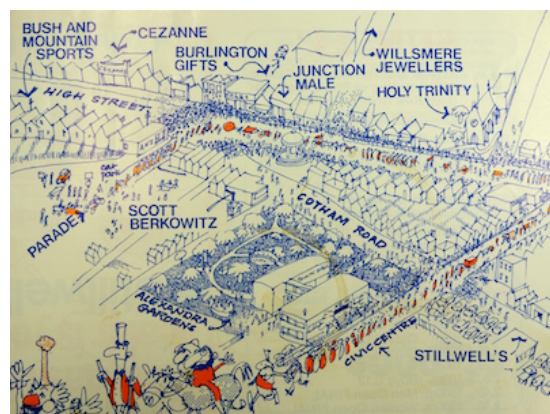 BUSH AND
MOUNTAIN
SPORTS
CEZANNE
BURLINGTON
GIFTS
JUNCTION
MALE
WILLSMERE
JEWELLERS
HOLY TRINITY
HIGH STREET
SCOTT
BERKOWITZ
PARADE
COTHAM ROAD
ALEXANDRA
GARDENS
CIVIC CENTRE
STILLWELL'S